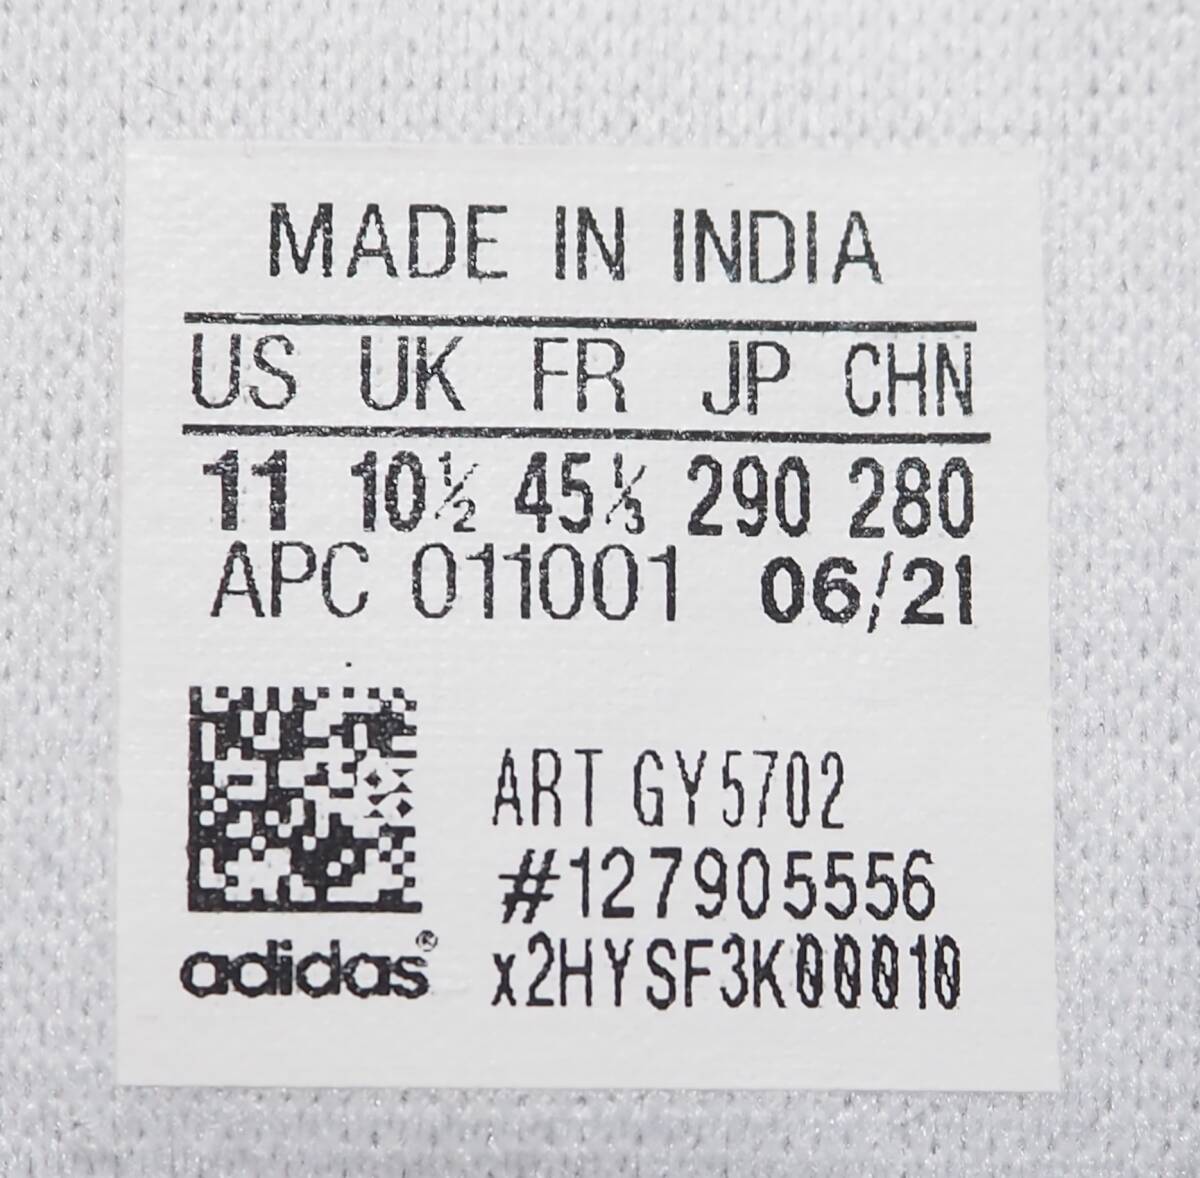 MADE IN INDIA
US UK FR JP CHN
11 10½ 45⅓ 290 280
APC 011001 06/21
ART GY5702
#127905556
adidas®
x2HYSF3K00010